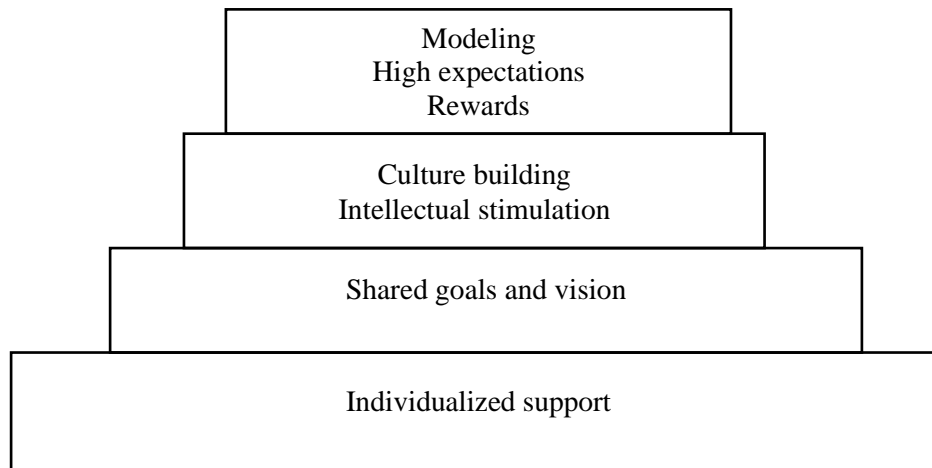 Modeling
High expectations
Rewards
Culture building
Intellectual stimulation
Shared goals and vision
Individualized support